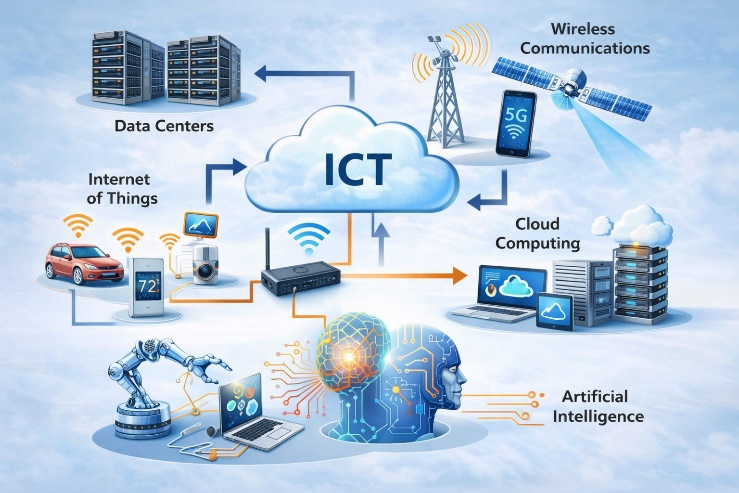 Wireless
Communications
Data Centers
5G
ICT
Internet
of Things
Cloud
Computing
72
Artificial
Intelligence